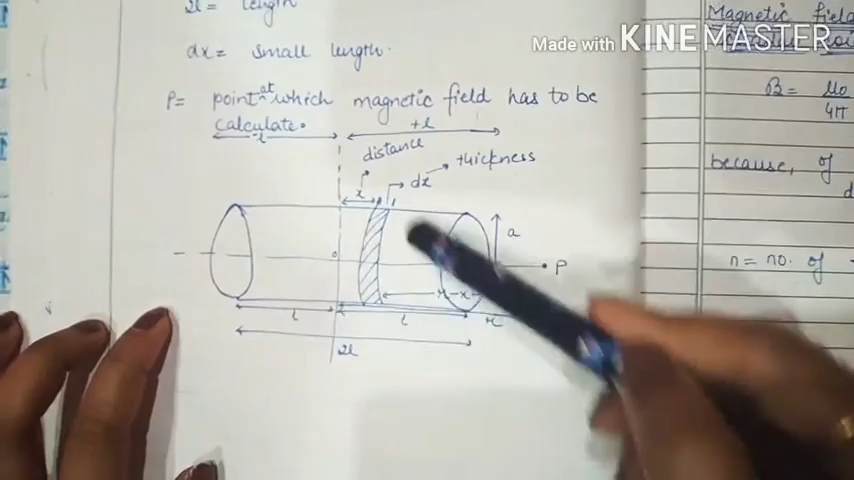 2l = length
dx = small length.
P = point at which magnetic field has to be
calculate.
-l
+l
distance
thickness
dx
x
a
o
P
r-x
l
l
r
2l
Magnetic field
B = μo
4π
because, of
n = no. of
Made with KINEMASTER